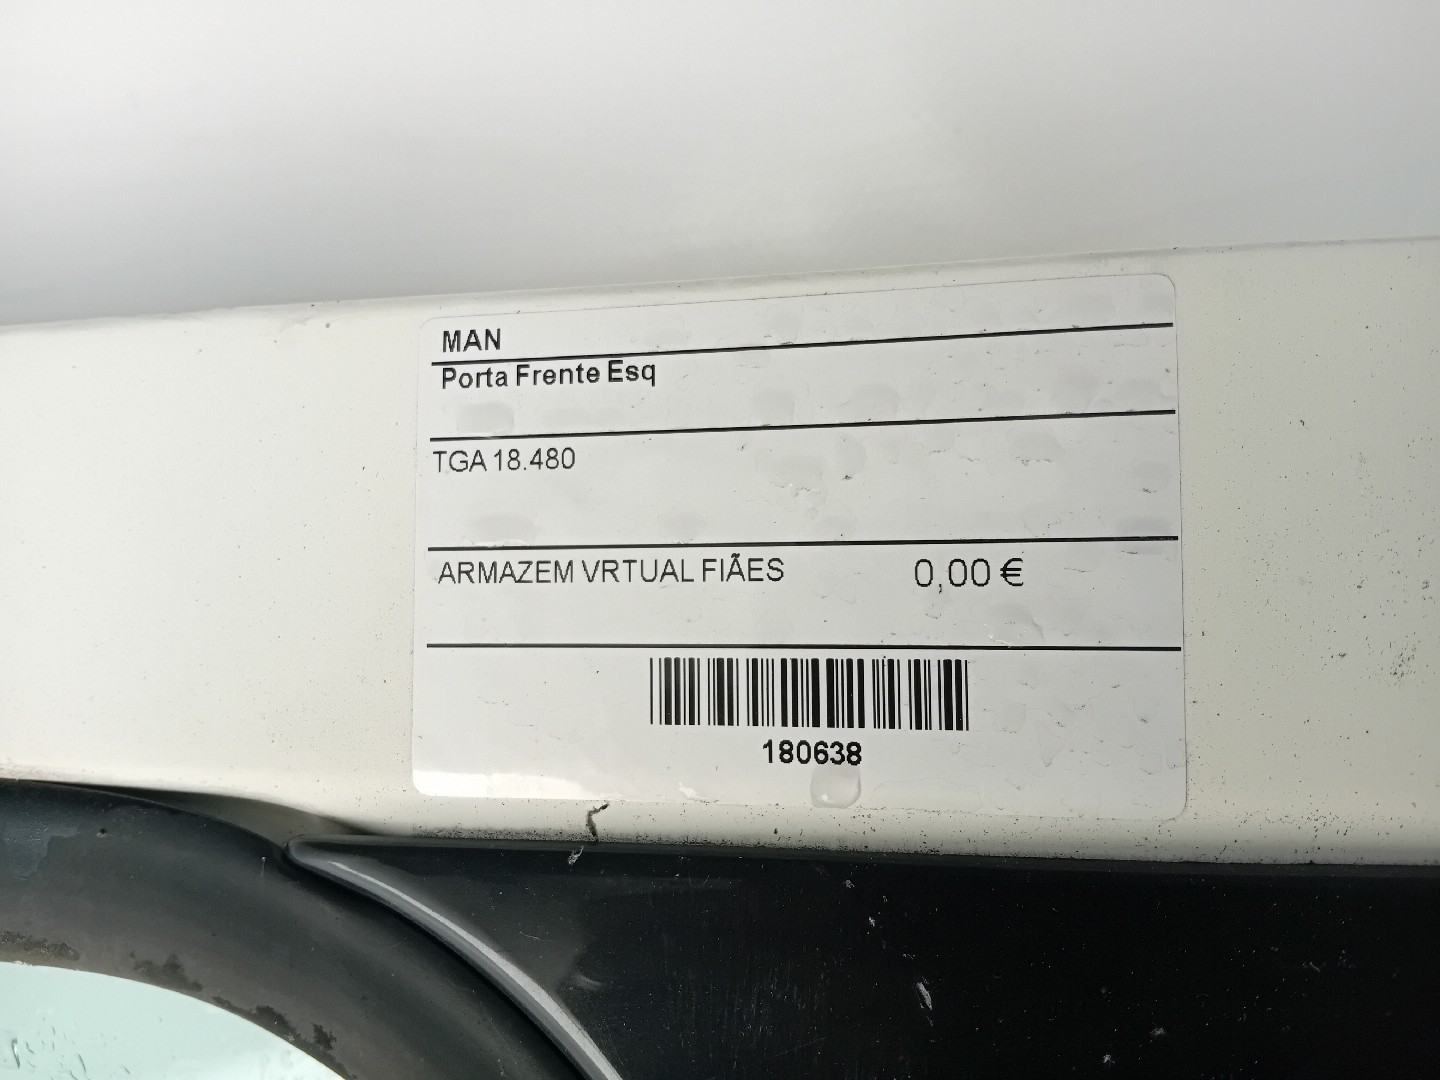 MAN
Porta Frente Esq
TGA 18.480
ARMAZEM VRTUAL FIÃES 0,00 €
180638